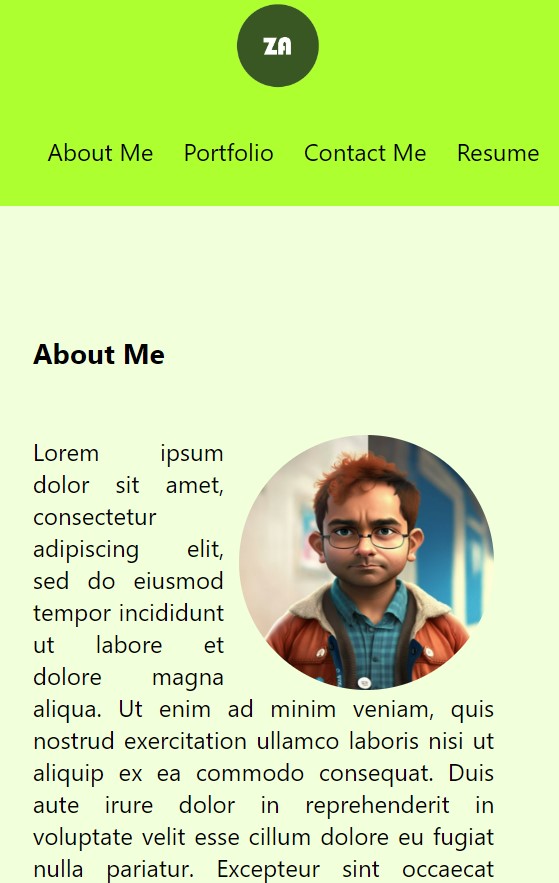 ZA
About Me Portfolio Contact Me Resume
About Me
Lorem ipsum
dolor sit amet,
consectetur
adipiscing elit,
sed do eiusmod
tempor incididunt
ut labore et
dolore magna
aliqua. Ut enim ad minim veniam, quis
nostrud exercitation ullamco laboris nisi ut
aliquip ex ea commodo consequat. Duis
aute irure dolor in reprehenderit in
voluptate velit esse cillum dolore eu fugiat
nulla pariatur. Excepteur sint occaecat